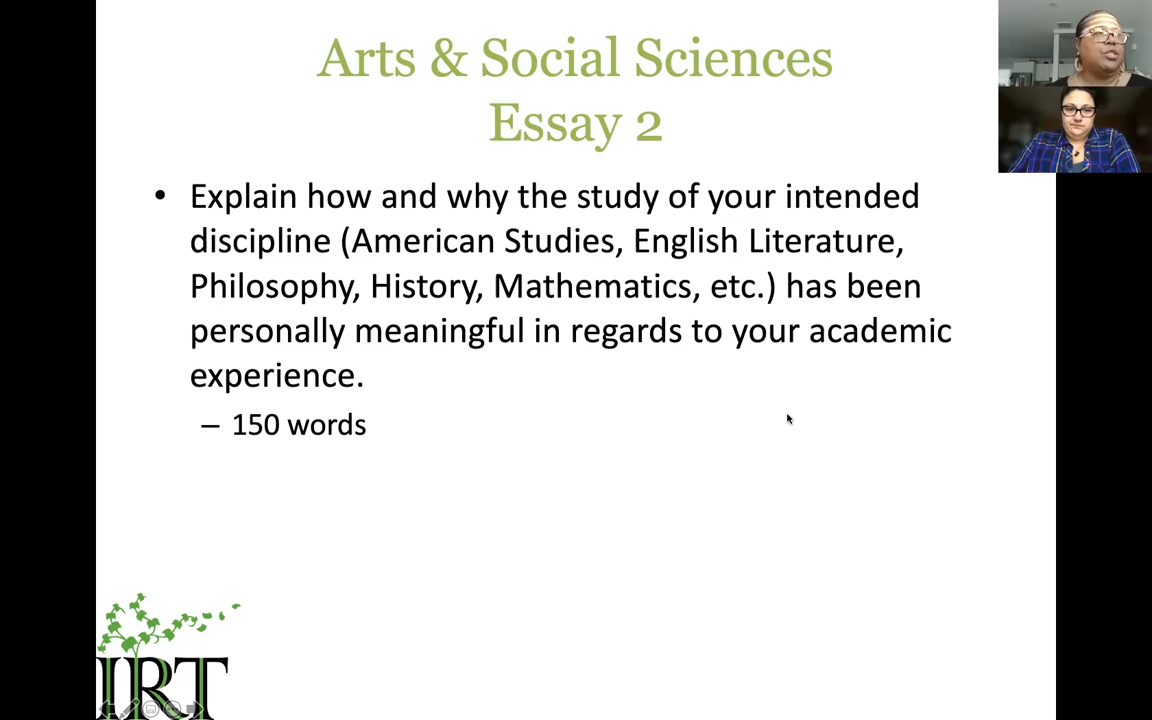 Arts & Social Sciences
Essay 2
• Explain how and why the study of your intended
discipline (American Studies, English Literature,
Philosophy, History, Mathematics, etc.) has been
personally meaningful in regards to your academic
experience.
– 150 words
IRT